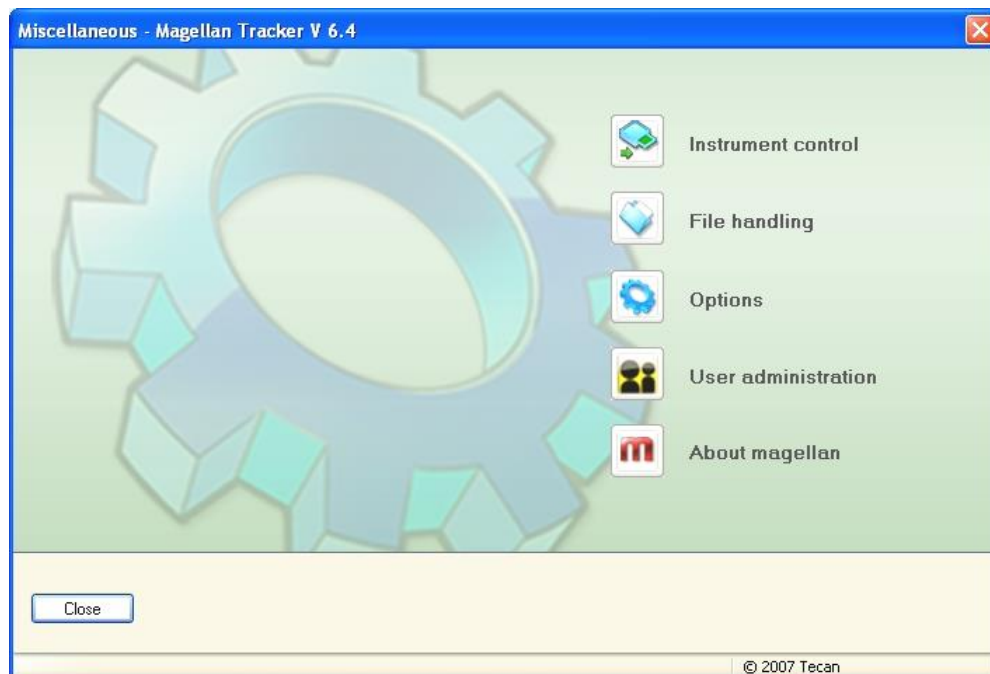 Miscellaneous - Magellan Tracker V 6.4
Instrument control
File handling
Options
User administration
m
About magellan
Close
© 2007 Tecan